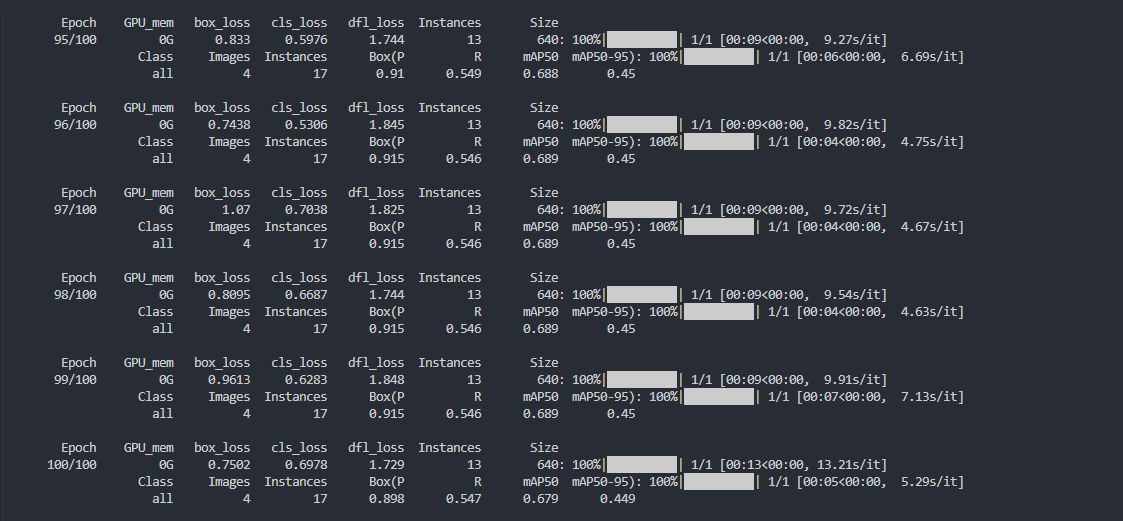 Epoch GPU_mem box_loss cls_loss dfl_loss Instances Size
95/100 0G 0.833 0.5976 1.744 13 640: 100%| | 1/1 [00:09<00:00, 9.27s/it]
Class Images Instances Box(P R mAP50 mAP50-95): 100%| | 1/1 [00:06<00:00, 6.69s/it]
all 4 17 0.91 0.549 0.688 0.45
Epoch GPU_mem box_loss cls_loss dfl_loss Instances Size
96/100 0G 0.7438 0.5306 1.845 13 640: 100%| | 1/1 [00:09<00:00, 9.82s/it]
Class Images Instances Box(P R mAP50 mAP50-95): 100%| | 1/1 [00:04<00:00, 4.75s/it]
all 4 17 0.915 0.546 0.689 0.45
Epoch GPU_mem box_loss cls_loss dfl_loss Instances Size
97/100 0G 1.07 0.7038 1.825 13 640: 100%| | 1/1 [00:09<00:00, 9.72s/it]
Class Images Instances Box(P R mAP50 mAP50-95): 100%| | 1/1 [00:04<00:00, 4.67s/it]
all 4 17 0.915 0.546 0.689 0.45
Epoch GPU_mem box_loss cls_loss dfl_loss Instances Size
98/100 0G 0.8095 0.6687 1.744 13 640: 100%| | 1/1 [00:09<00:00, 9.54s/it]
Class Images Instances Box(P R mAP50 mAP50-95): 100%| | 1/1 [00:04<00:00, 4.63s/it]
all 4 17 0.915 0.546 0.689 0.45
Epoch GPU_mem box_loss cls_loss dfl_loss Instances Size
99/100 0G 0.9613 0.6283 1.848 13 640: 100%| | 1/1 [00:09<00:00, 9.91s/it]
Class Images Instances Box(P R mAP50 mAP50-95): 100%| | 1/1 [00:07<00:00, 7.13s/it]
all 4 17 0.915 0.546 0.689 0.45
Epoch GPU_mem box_loss cls_loss dfl_loss Instances Size
100/100 0G 0.7502 0.6978 1.729 13 640: 100%| | 1/1 [00:13<00:00, 13.21s/it]
Class Images Instances Box(P R mAP50 mAP50-95): 100%| | 1/1 [00:05<00:00, 5.29s/it]
all 4 17 0.898 0.547 0.679 0.449